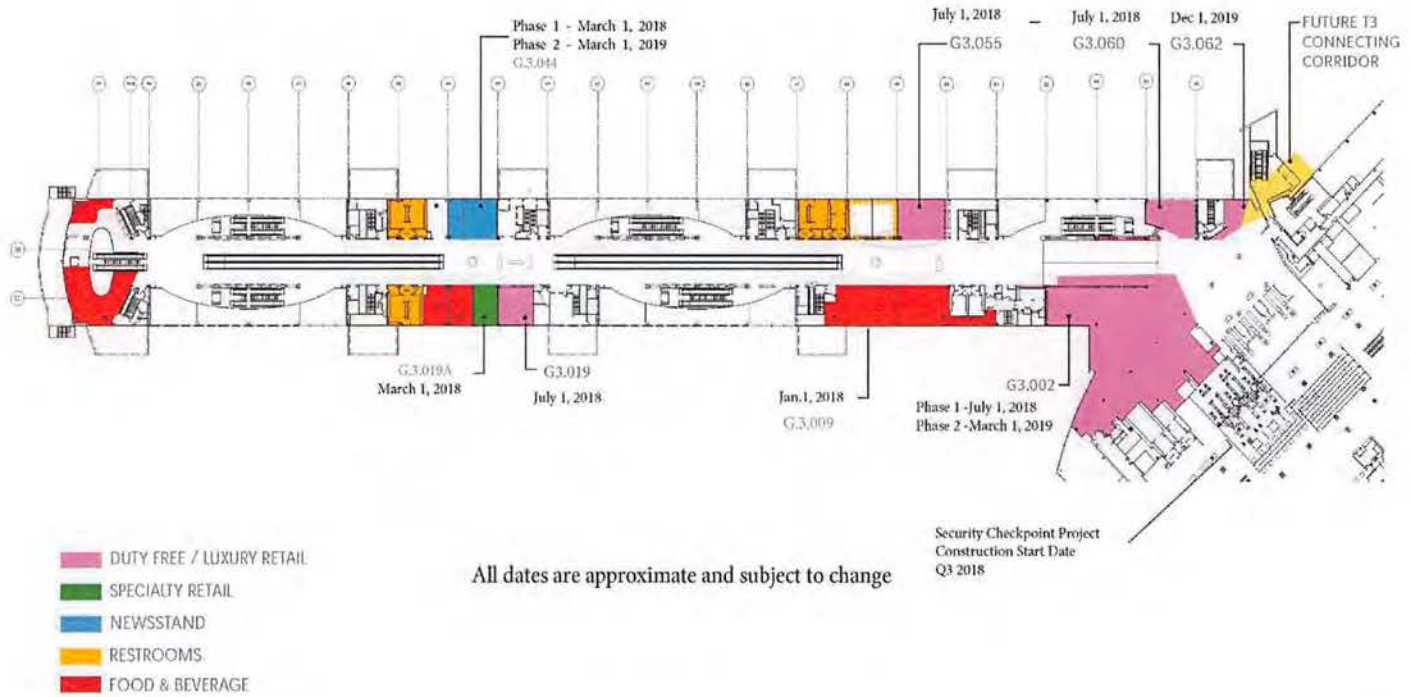 Phase 1 - March 1, 2018
Phase 2 - March 1, 2019
G.3.044
July 1, 2018
–
July 1, 2018
Dec 1, 2019
G3.055
G3.060
G3.062
FUTURE T3
CONNECTING
CORRIDOR
G.3.019A
March 1, 2018
G3.019
July 1, 2018
Jan.1, 2018
G.3.009
G3.002
Phase 1 -July 1, 2018
Phase 2 -March 1, 2019
Security Checkpoint Project
Construction Start Date
Q3 2018
All dates are approximate and subject to change
DUTY FREE / LUXURY RETAIL
SPECIALTY RETAIL
NEWSSTAND
RESTROOMS
FOOD & BEVERAGE